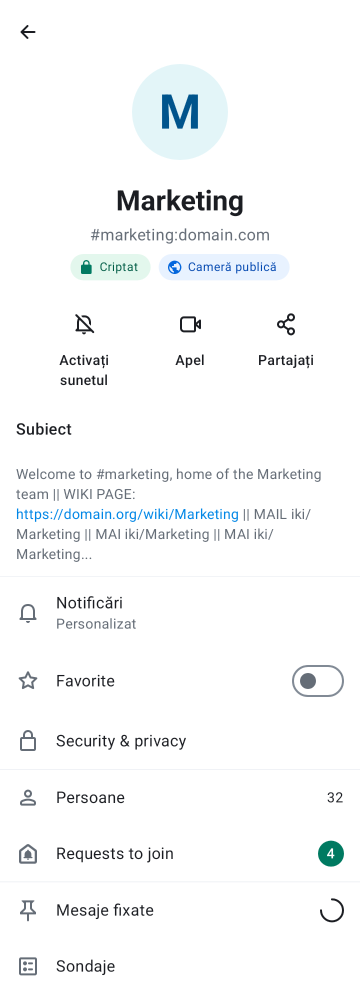 M
Marketing
#marketing:domain.com
Criptat
Cameră publică
Activați
sunetul
Apel
Partajați
Subiect
Welcome to #marketing, home of the Marketing
team || WIKI PAGE:
https://domain.org/wiki/Marketing || MAIL iki/
Marketing || MAI iki/Marketing || MAI iki/
Marketing...
Notificări
Personalizat
Favorite
Security & privacy
Persoane 32
Requests to join 4
Mesaje fixate
Sondaje